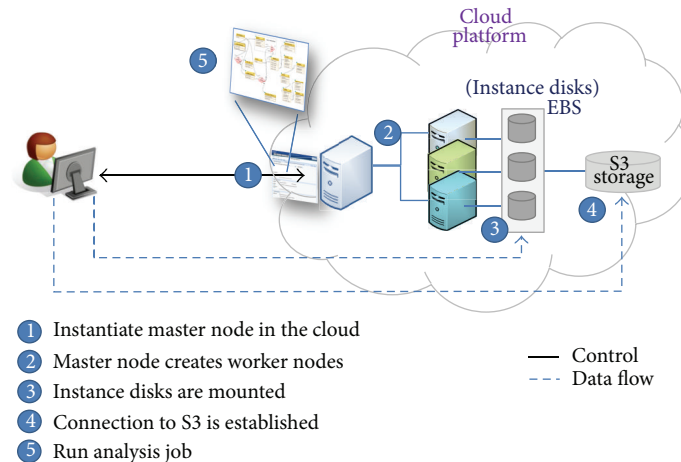 Cloud
platform
5
(Instance disks)
EBS
2
1
S3
storage
4
3
1 Instantiate master node in the cloud
2 Master node creates worker nodes
3 Instance disks are mounted
4 Connection to S3 is established
5 Run analysis job
Control
Data flow